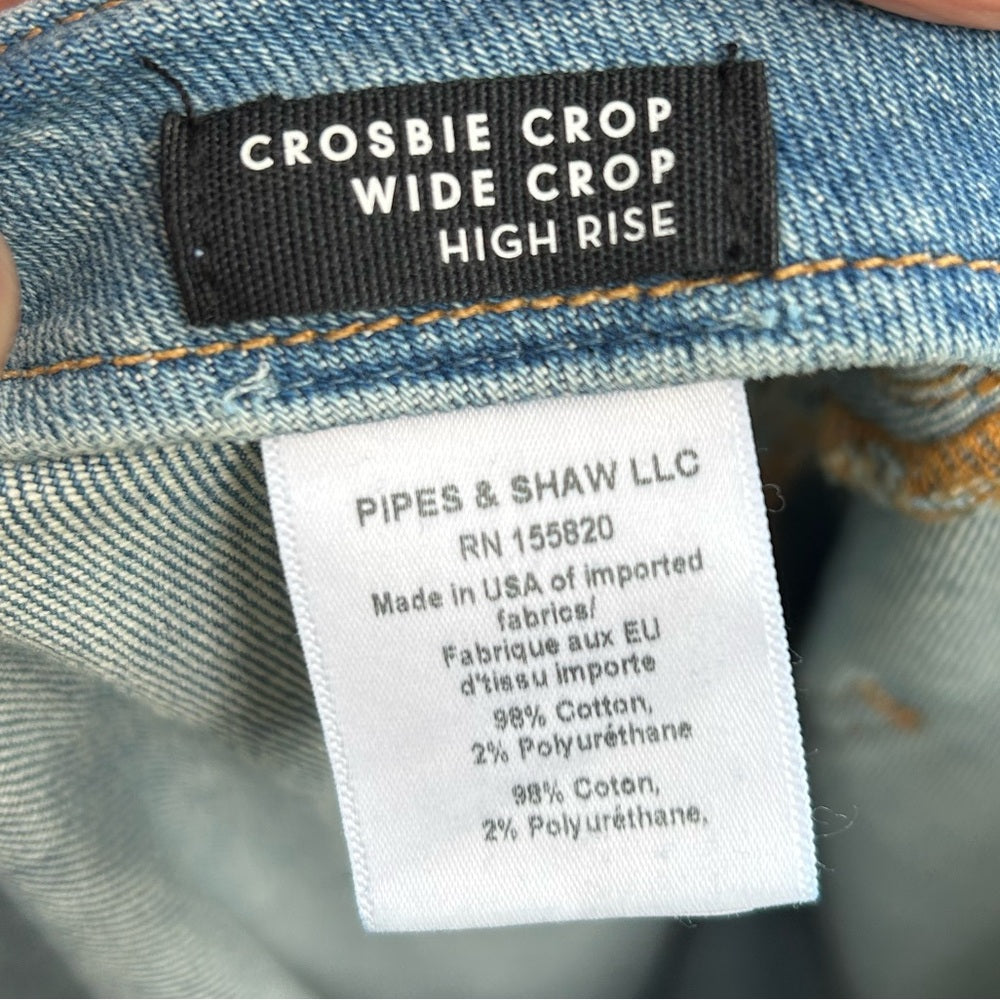 CROSBIE CROP
WIDE CROP
HIGH RISE
PIPES & SHAW LLC
RN 155820
Made in USA of imported
fabrics/
Fabrique aux EU
d'tissu importe
98% Cotton,
2% Polyuréthane
98% Coton,
2% Polyuréthane,